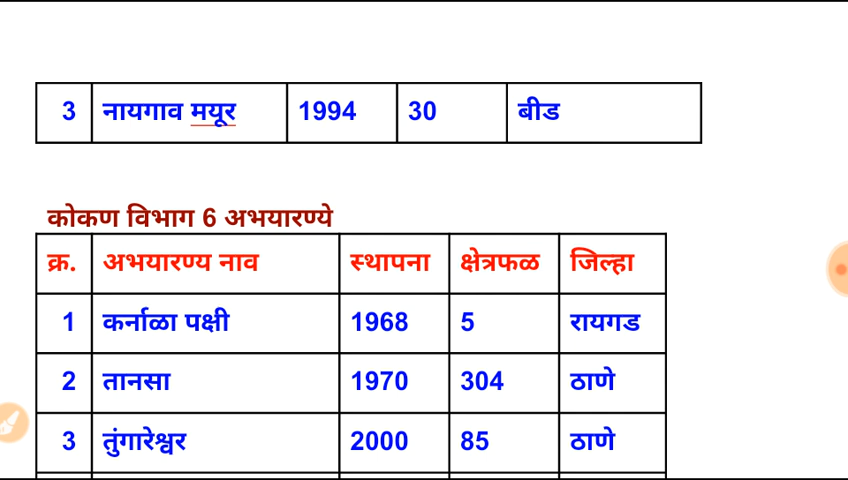 3 नायगाव मयूर 1994 30 बीड
कोकण विभाग 6 अभयारण्ये
क्र. अभयारण्य नाव स्थापना क्षेत्रफळ जिल्हा
1 कर्नाळा पक्षी 1968 5 रायगड
2 तानसा 1970 304 ठाणे
3 तुंगारेश्वर 2000 85 ठाणे